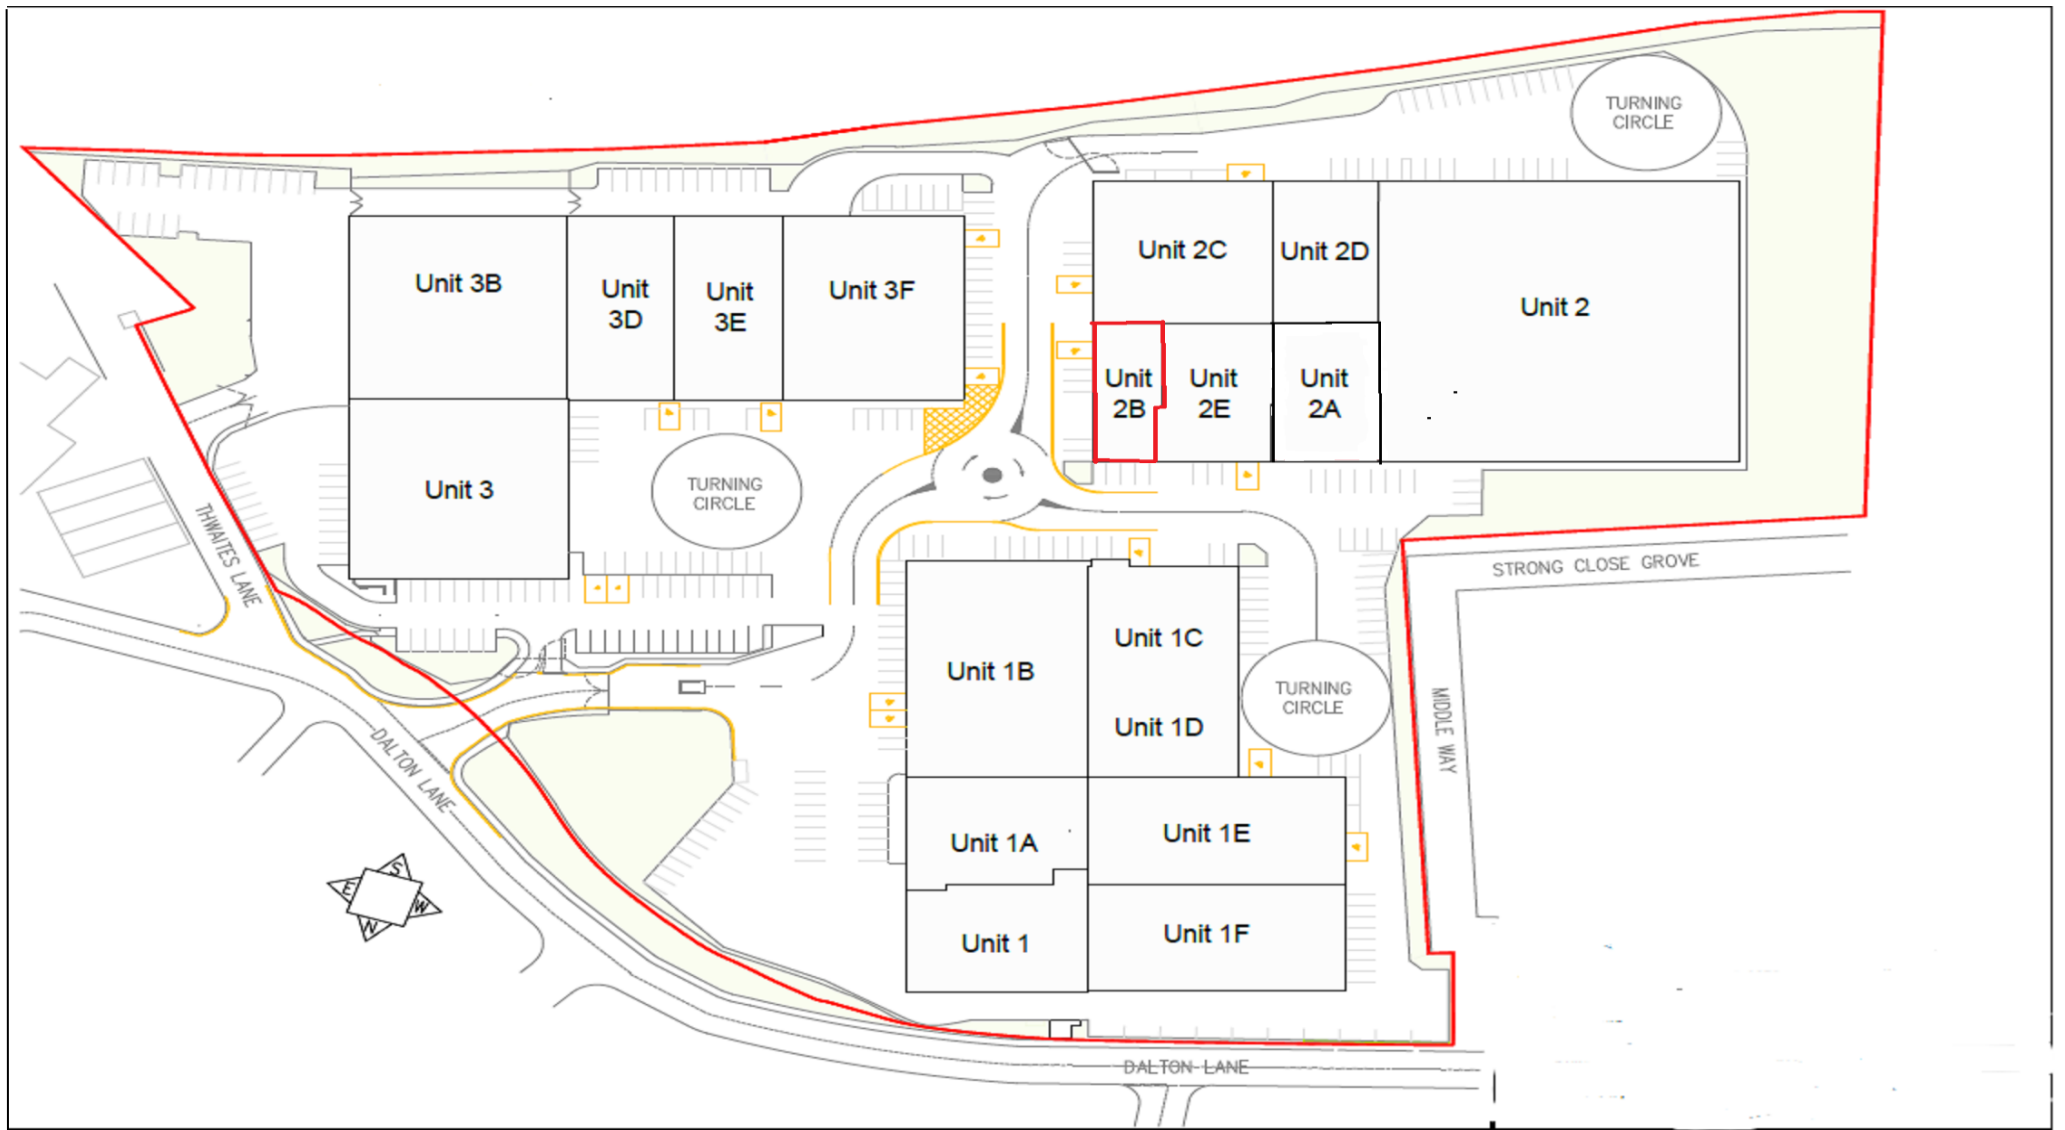 TURNING
CIRCLE
Unit 3B
Unit
3D
Unit
3E
Unit 3F
Unit 2C
Unit 2D
Unit 2
Unit
2B
Unit
2E
Unit
2A
Unit 3
TURNING
CIRCLE
THWAITES LANE
STRONG CLOSE GROVE
Unit 1B
Unit 1C
Unit 1D
TURNING
CIRCLE
MIDDLE WAY
DALTON LANE
Unit 1A
Unit 1E
Unit 1
Unit 1F
S
E
W
N
DALTON LANE